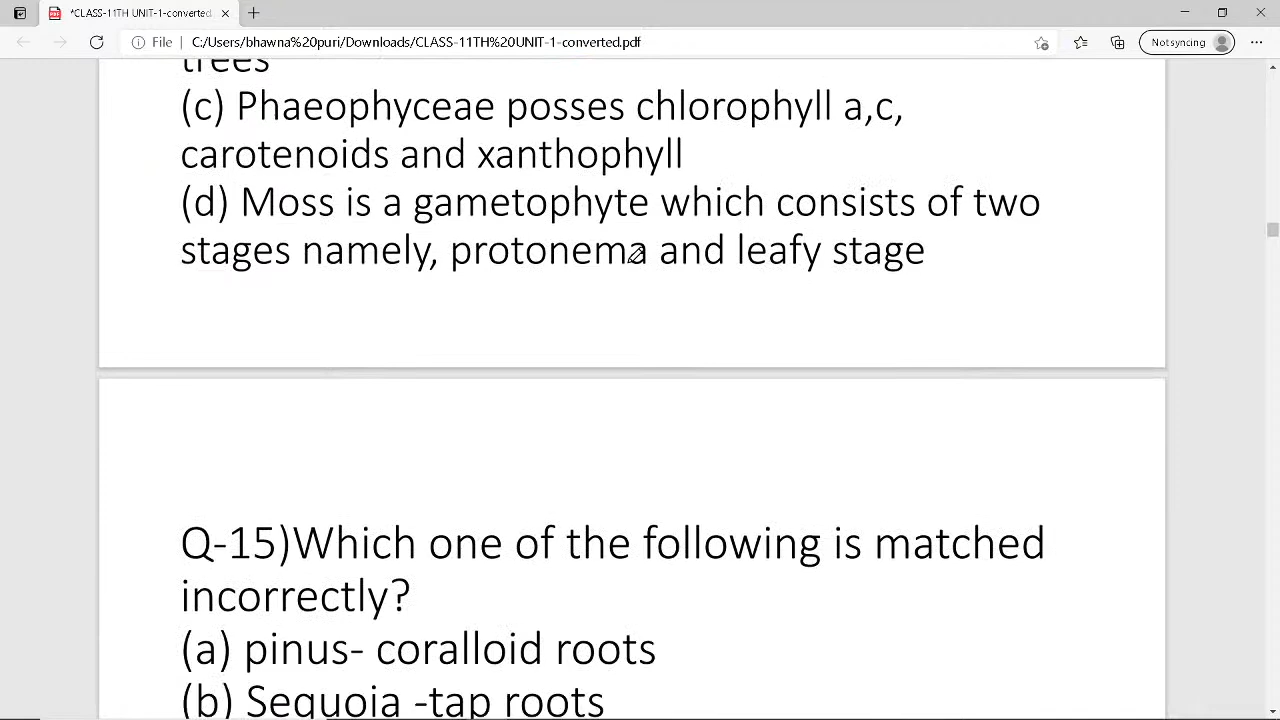 *CLASS-11TH UNIT-1-converted
File
C:/Users/bhawna%20puri/Downloads/CLASS-11TH%20UNIT-1-converted.pdf
Not syncing
trees
(c) Phaeophyceae posses chlorophyll a,c,
carotenoids and xanthophyll
(d) Moss is a gametophyte which consists of two
stages namely, protonema and leafy stage
Q-15)Which one of the following is matched
incorrectly?
(a) pinus- coralloid roots
(b) Sequoia -tap roots